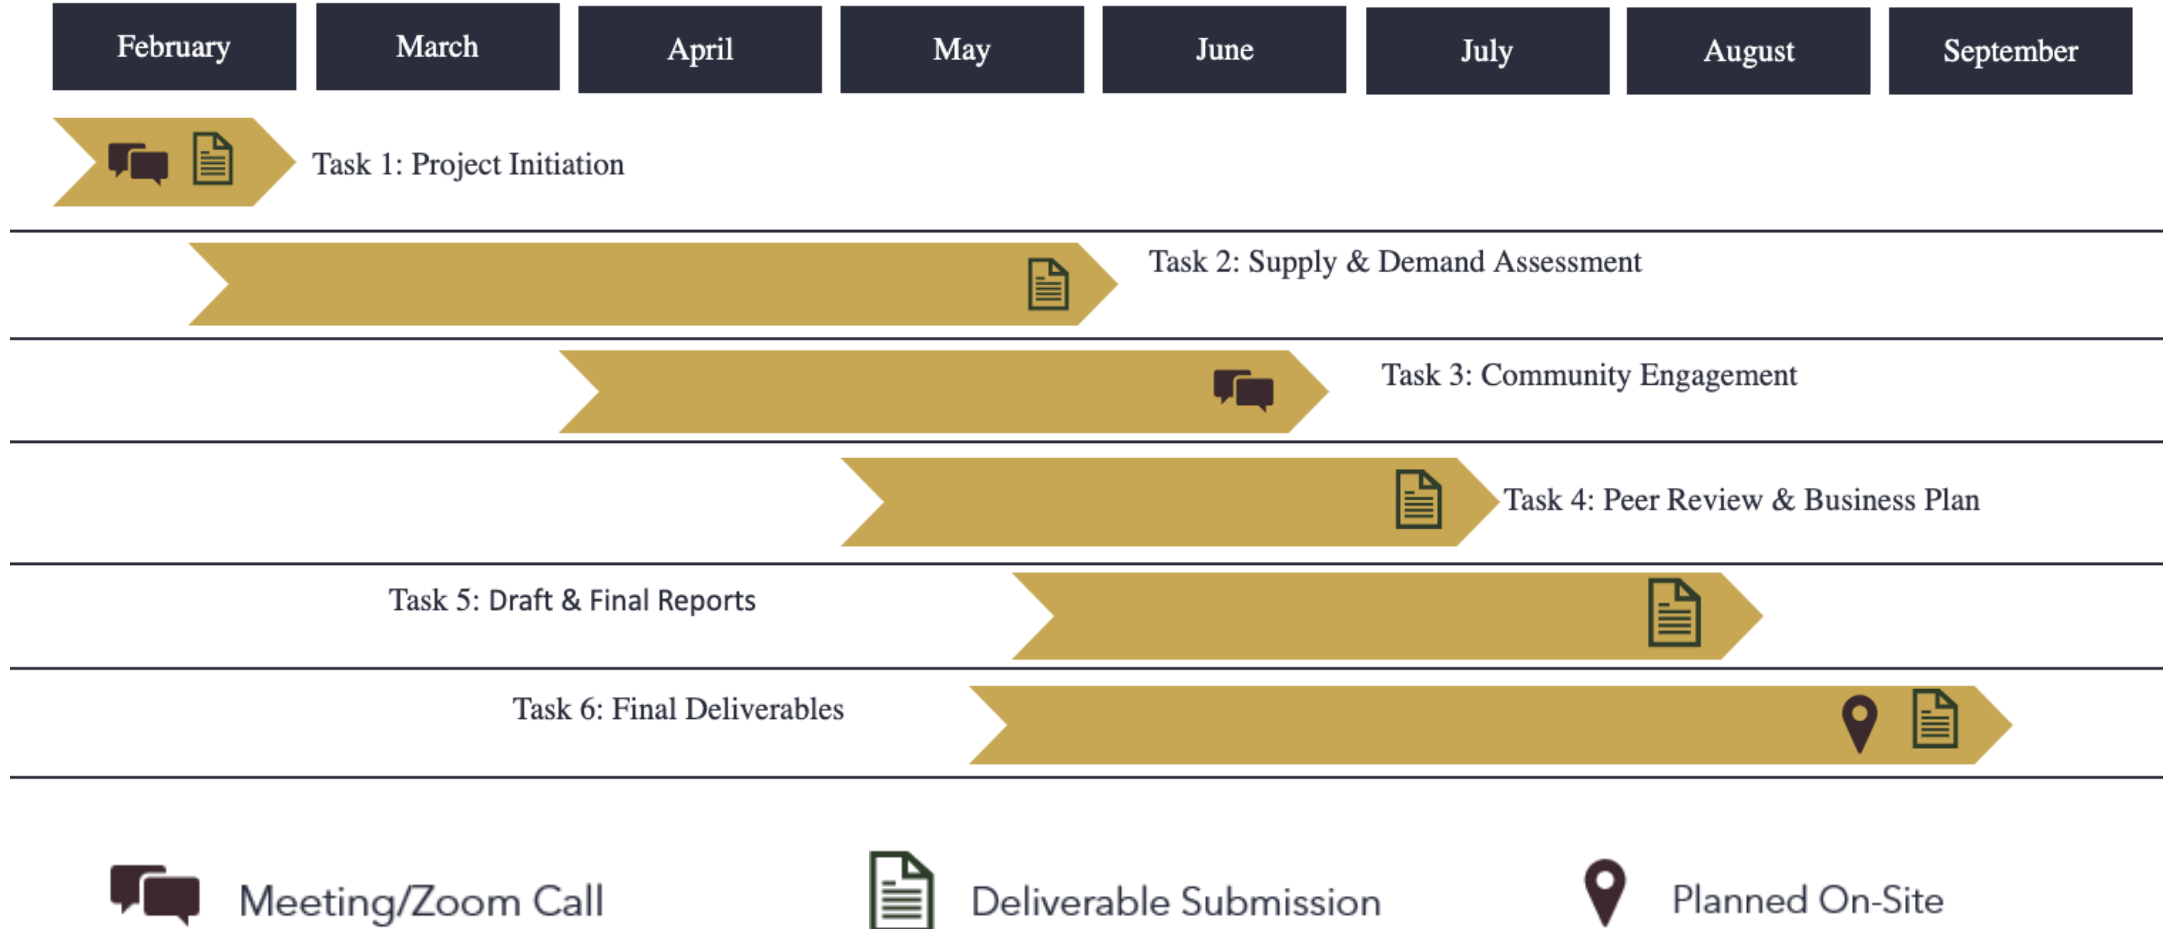 February March April May June July August September
Task 1: Project Initiation
Task 2: Supply & Demand Assessment
Task 3: Community Engagement
Task 4: Peer Review & Business Plan
Task 5: Draft & Final Reports
Task 6: Final Deliverables
Meeting/Zoom Call Deliverable Submission Planned On-Site